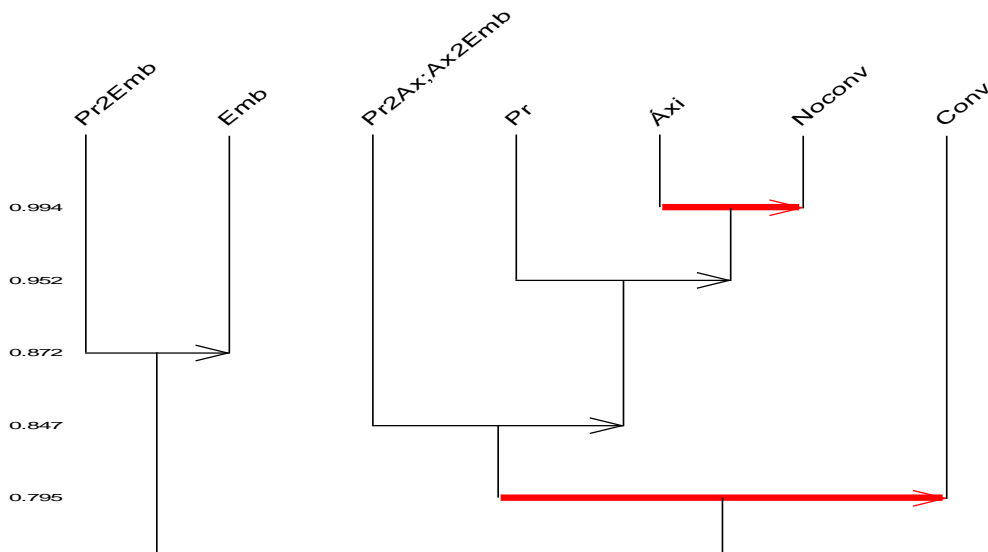 Pr2Emb
Emb
Pr2Ax;Ax2Emb
Pr
Áxi
Noconv
Conv
0.994
0.952
0.872
0.847
0.795